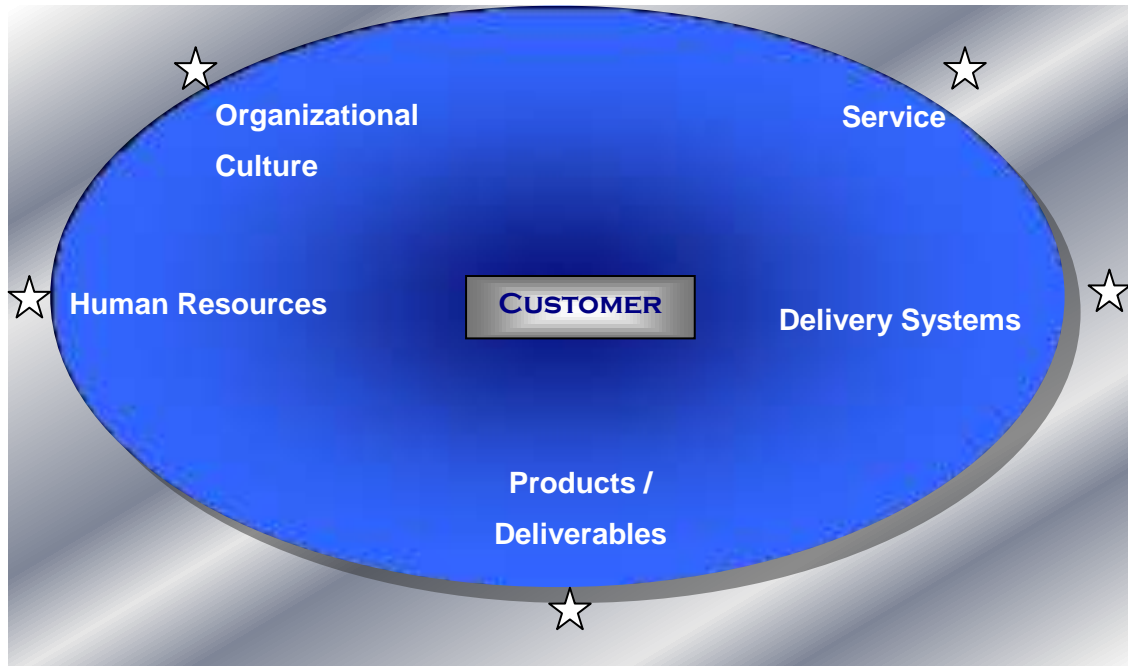 Organizational
Culture
Service
Human Resources
CUSTOMER
Delivery Systems
Products /
Deliverables